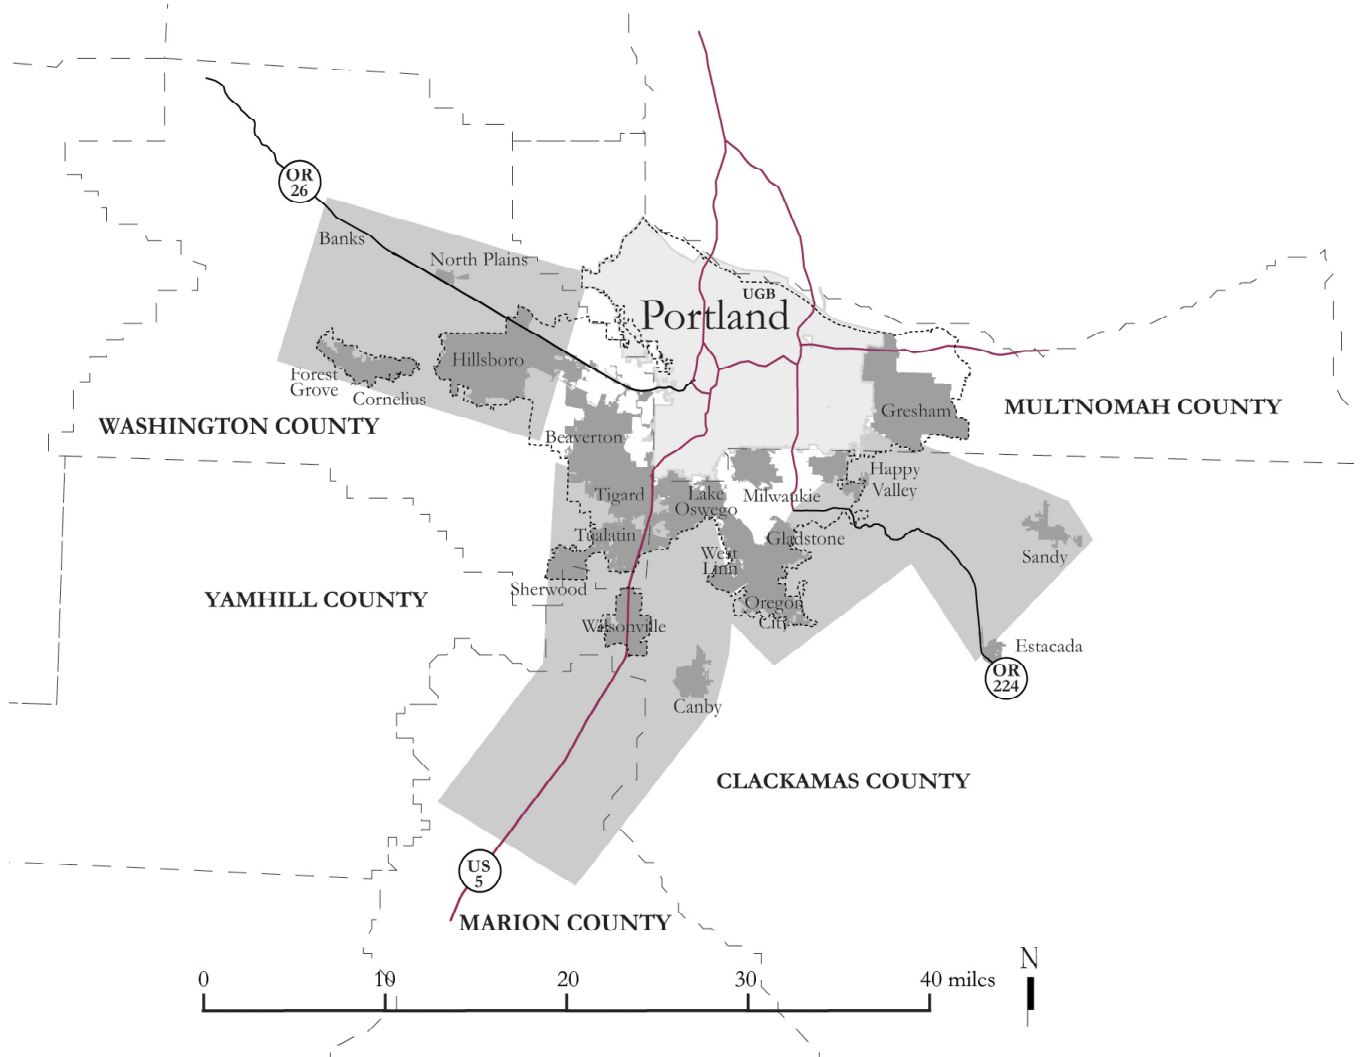 OR
26
Banks
North Plains
UGB
Portland
Hillsboro
Forest
Grove
Cornelius
WASHINGTON COUNTY
Gresham
MULTNOMAH COUNTY
Beaverton
Happy
Valley
Tigard
Lake
Oswego
Milwaukie
Tualatin
Gladstone
West
Linn
Sandy
Sherwood
YAMHILL COUNTY
Oregon
City
Wilsonville
Estacada
OR
224
Canby
CLACKAMAS COUNTY
US
5
MARION COUNTY
N
0 10 20 30 40 miles